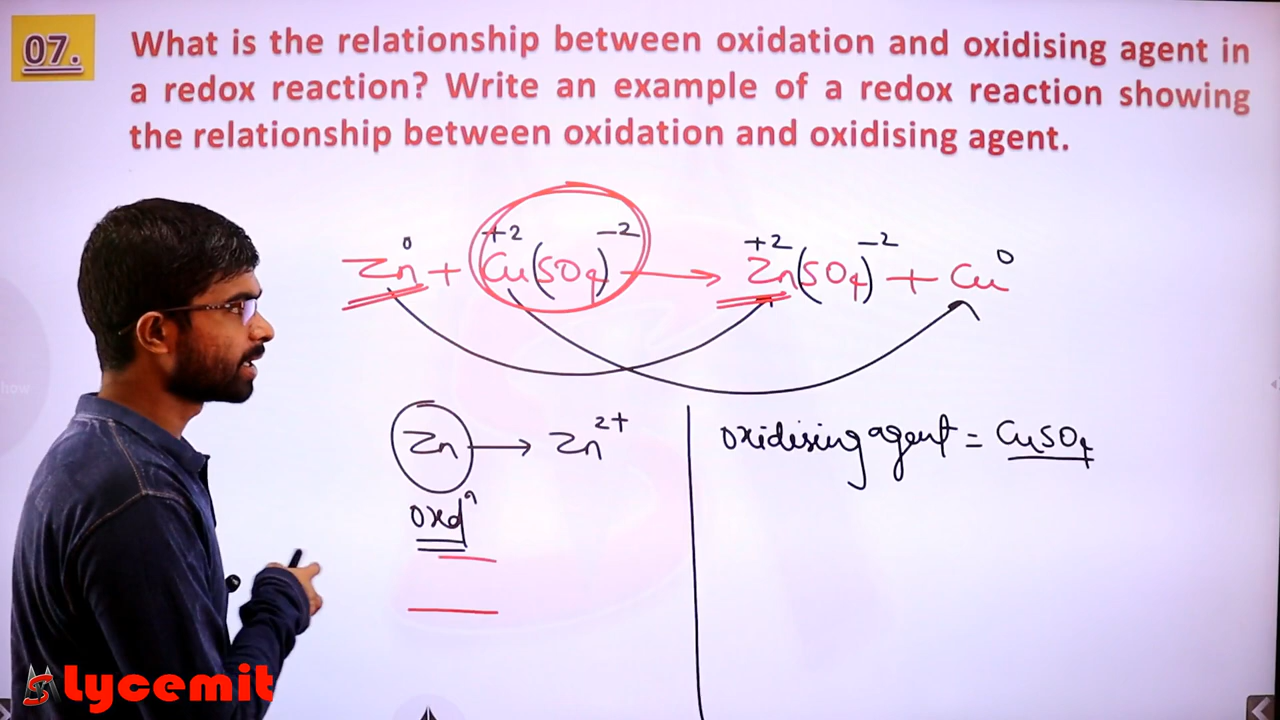 07.
What is the relationship between oxidation and oxidising agent in
a redox reaction? Write an example of a redox reaction showing
the relationship between oxidation and oxidising agent.
0 +2 -2 +2 -2 0
Zn + Cu(SO4) → Zn(SO4) + Cu
Zn → Zn2+
oxidising agent = CuSO4
oxdn
lycemit